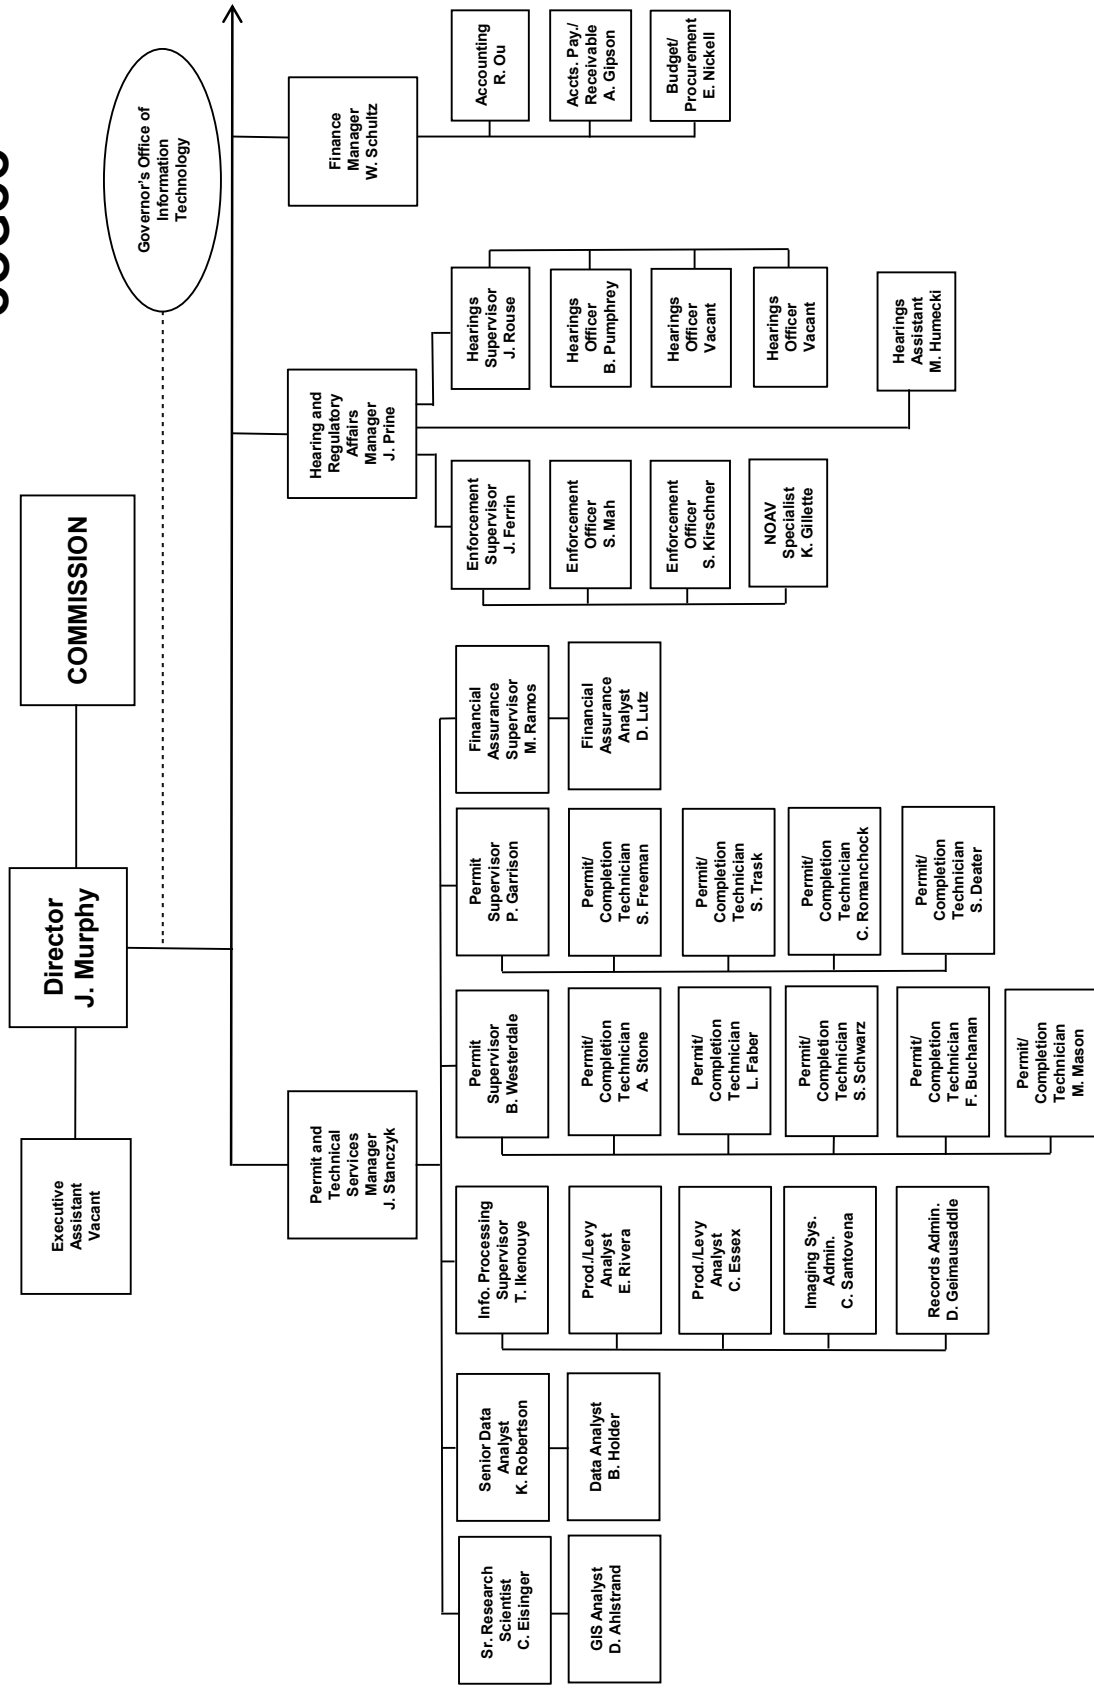 Executive
Assistant
Vacant
Director
J. Murphy
COMMISSION
Governor's Office of
Information
Technology
Permit and
Technical
Services
Manager
J. Stanczyk
Hearing and
Regulatory
Affairs
Manager
J. Prine
Finance
Manager
W. Schultz
Sr. Research
Scientist
C. Eisinger
GIS Analyst
D. Ahlstrand
Senior Data
Analyst
K. Robertson
Data Analyst
B. Holder
Info. Processing
Supervisor
T. Ikenouye
Prod./Levy
Analyst
E. Rivera
Prod./Levy
Analyst
C. Essex
Imaging Sys.
Admin.
C. Santovena
Records Admin.
D. Geimausaddle
Permit
Supervisor
B. Westerdale
Permit/
Completion
Technician
A. Stone
Permit/
Completion
Technician
L. Faber
Permit/
Completion
Technician
S. Schwarz
Permit/
Completion
Technician
F. Buchanan
Permit/
Completion
Technician
M. Mason
Permit
Supervisor
P. Garrison
Permit/
Completion
Technician
S. Freeman
Permit/
Completion
Technician
S. Trask
Permit/
Completion
Technician
C. Romanchock
Permit/
Completion
Technician
S. Deater
Financial
Assurance
Supervisor
M. Ramos
Financial
Assurance
Analyst
D. Lutz
Enforcement
Supervisor
J. Ferrin
Enforcement
Officer
S. Mah
Enforcement
Officer
S. Kirschner
NOAV
Specialist
K. Gillette
Hearings
Supervisor
J. Rouse
Hearings
Officer
B. Pumphrey
Hearings
Officer
Vacant
Hearings
Officer
Vacant
Hearings
Assistant
M. Humecki
Accounting
R. Ou
Accts. Pay./
Receivable
A. Gipson
Budget/
Procurement
E. Nickell